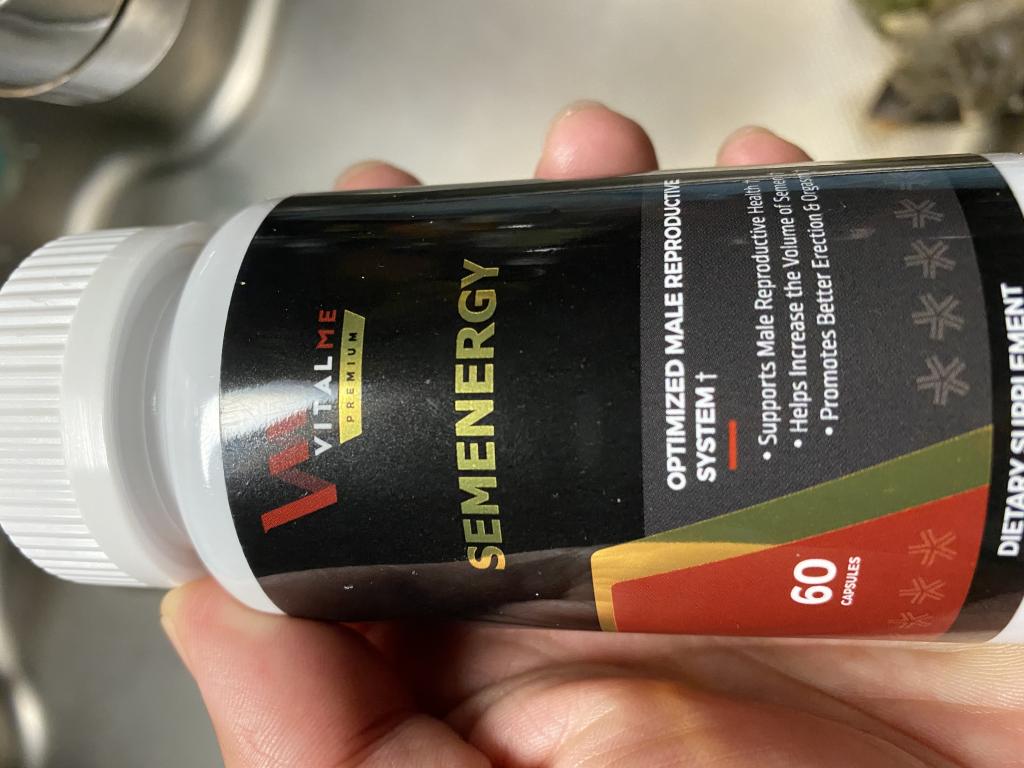 VITALME
PREMIUM
SEMENERGY
OPTIMIZED MALE REPRODUCTIVE
SYSTEM †
• Supports Male Reproductive Health
• Helps Increase the Volume of Semen
• Promotes Better Erection &
60
CAPSULES
DIETARY SUPPLEMENT